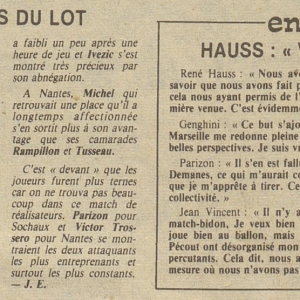 S DU LOT
a faibli un peu après une
heure de jeu et Ivezic s'est
montré très précieux par
son abnégation.
A Nantes, Michel qui
retrouvait une place qu'il a
longtemps affectionnée
s'en sortit plus à son avan-
tage que ses camarades
Rampillon et Tusseau.
C'est « devant » que les
joueurs furent plus ternes
car on ne trouva pas beau-
coup dans ce match de
réalisateurs. Parizon pour
Sochaux et Victor Tros-
sero pour Nantes se mon-
traient les deux attaquants
les plus entreprenants et
surtout les plus constants.
— J. E.
en
HAUSS : «
René Hauss : « Nous avo
savoir que nous avons fait p
cela nous ayant permis de l'
mière venue. C'est évidemme
Genghini : « Ce but s'ajo
Marseille me redonne pleine
belles perspectives. Je suis vr
Parizon : « Il s'en est fallu
Demanes, ce qui m'aurait co
que je m'apprête à tirer. Ce
collectivité. »
Jean Vincent : « Il n'y a
match-bidon, Je veux bien
joue bien au ballon, mais
Pécout ont désorganisé mon
percutants. Cela dit, nous a
mesure où nous n'avons pas